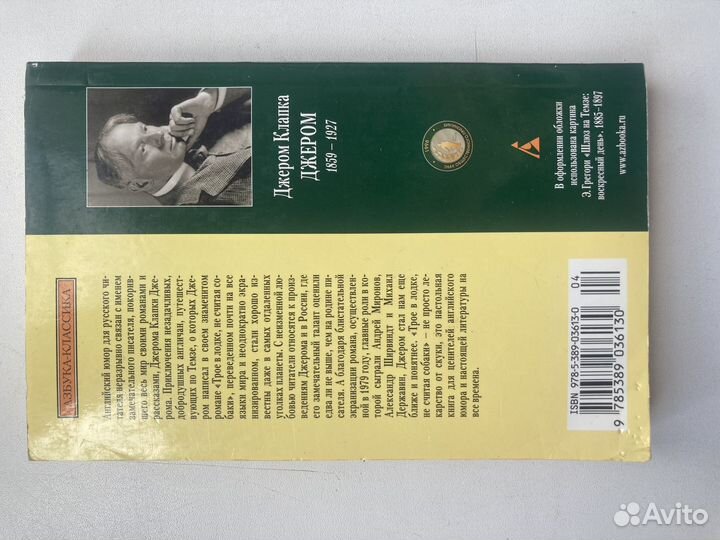 АЗБУКА-КЛАССИКА
Английский юмор для русского чи-
тателя неразрывно связан с именем
замечательного писателя, покорив-
шего весь мир своими романами и
рассказами, Джерома Клапки Дже-
рома. Приключения незадачливых,
добродушных англичан, путешест-
вующих по Темзе, о которых Дже-
ром написал в своем знаменитом
романе «Трое в лодке, не считая со-
баки», переведенном почти на все
языки мира и неоднократно экра-
низированном, стали хорошо из-
вестны даже в самых отдаленных
уголках планеты. С неизменной лю-
бовью читатели относятся к произ-
ведениям Джерома и в России, где
его замечательный талант оценили
едва ли не выше, чем на родине пи-
сателя. А благодаря блистательной
экранизации романа, осуществлен-
ной в 1979 году, главные роли в ко-
торой сыграли Андрей Миронов,
Александр Ширвиндт и Михаил
Державин, Джером стал нам еще
ближе и понятнее. «Трое в лодке,
не считая собаки» – не просто ле-
карство от скуки, это настольная
книга для ценителей английского
юмора и настоящей литературы на
все времена.
ISBN 978-5-389-03613-0
04
9 785389 036130
Джером Клапка
ДЖЕРОМ
1859 – 1927
1998
В оформлении обложки
использована картина
Э. Грегори «Шлюз на Темзе:
воскресный день», 1885–1897
www.azbooka.ru
Avito